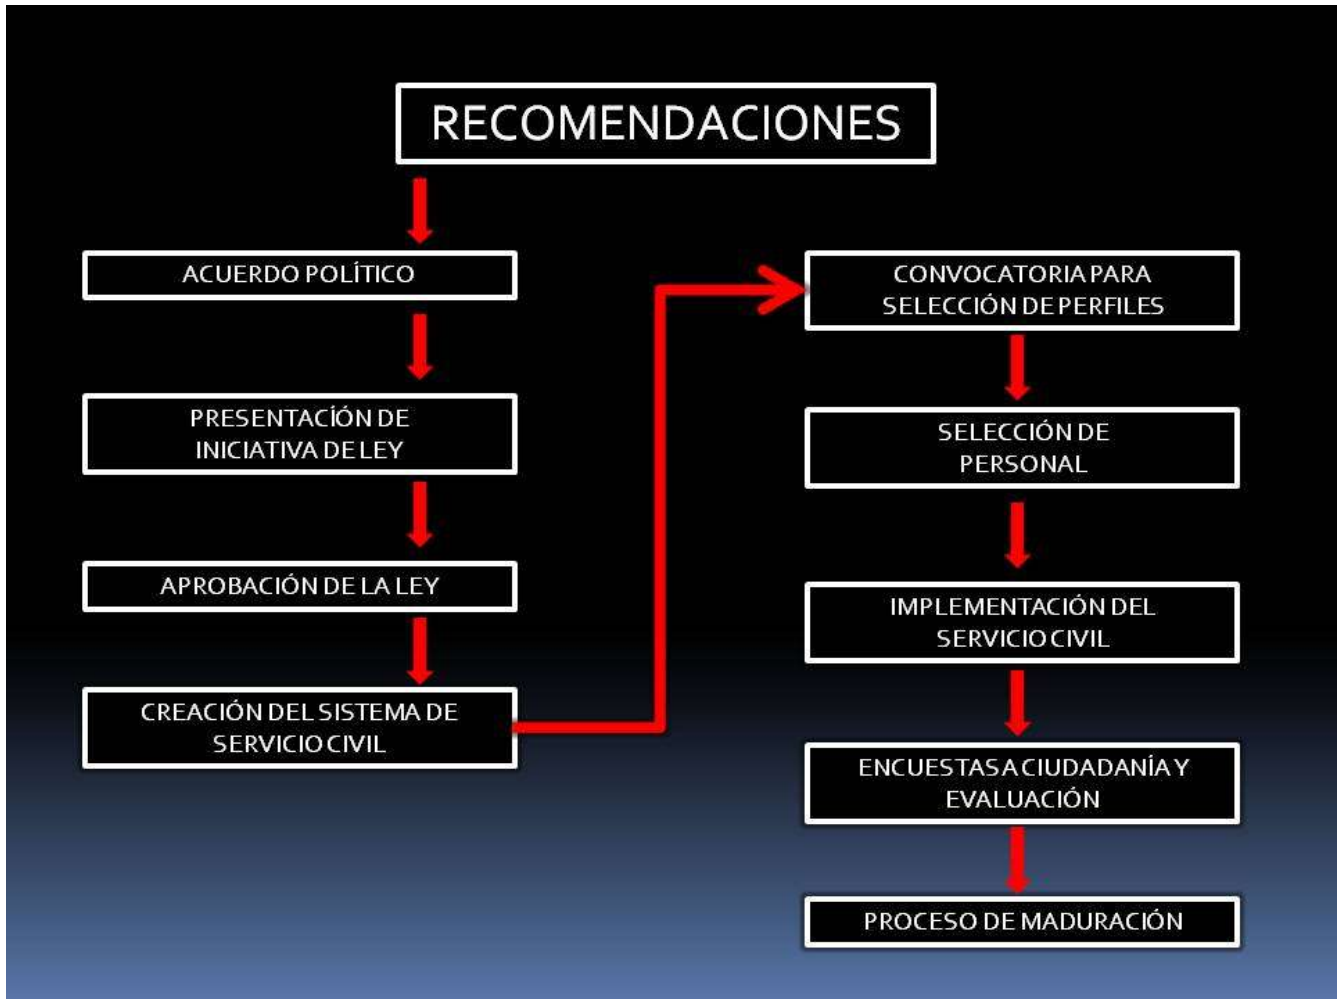 RECOMENDACIONES
ACUERDO POLÍTICO
PRESENTACÍÓN DE
INICIATIVA DE LEY
APROBACIÓN DE LA LEY
CREACIÓN DEL SISTEMA DE
SERVICIO CIVIL
CONVOCATORIA PARA
SELECCIÓN DE PERFILES
SELECCIÓN DE
PERSONAL
IMPLEMENTACIÓN DEL
SERVICIO CIVIL
ENCUESTAS A CIUDADANÍA Y
EVALUACIÓN
PROCESO DE MADURACIÓN